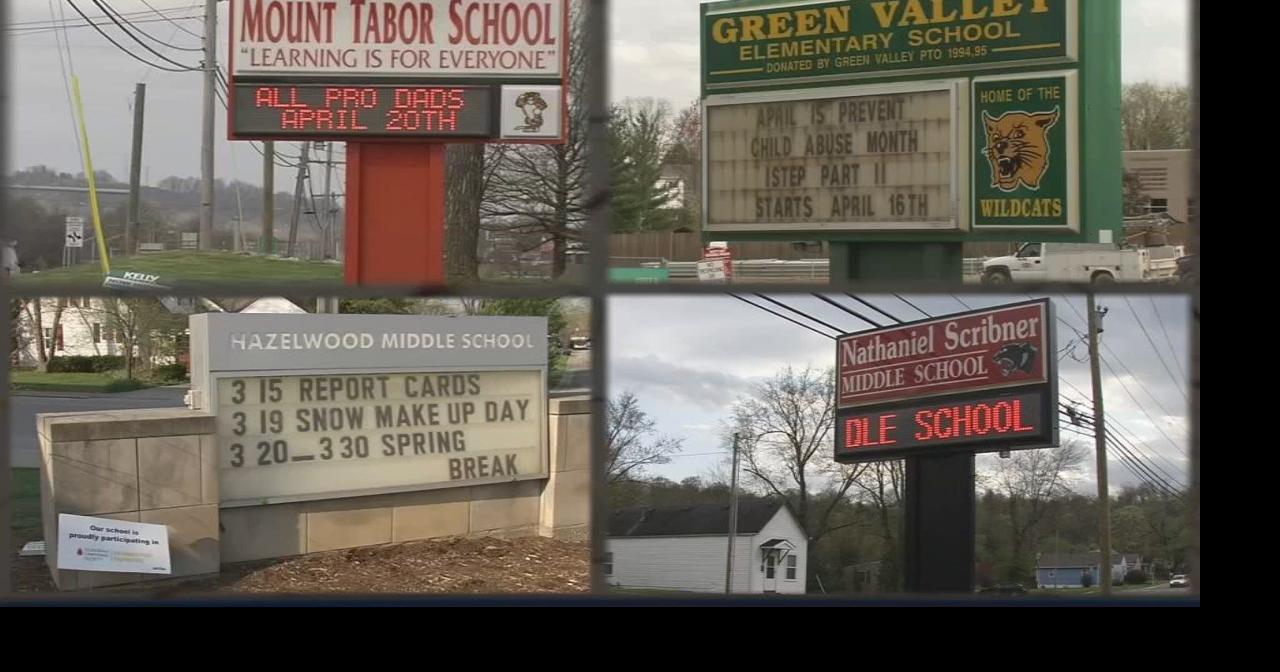 MOUNT TABOR SCHOOL
"LEARNING IS FOR EVERYONE"
ALL PRO DADS
APRIL 20TH
KELLY
GREEN VALLEY
ELEMENTARY SCHOOL
DONATED BY GREEN VALLEY PTO 1994,95
APRIL IS PREVENT
CHILD ABUSE MONTH
ISTEP PART II
STARTS APRIL 16TH
HOME OF THE
WILDCATS
HAZELWOOD MIDDLE SCHOOL
3 15 REPORT CARDS
3 19 SNOW MAKE UP DAY
3 20_3 30 SPRING
BREAK
Our school is
proudly participating in
Nathaniel Scribner
MIDDLE SCHOOL
DLE SCHOOL